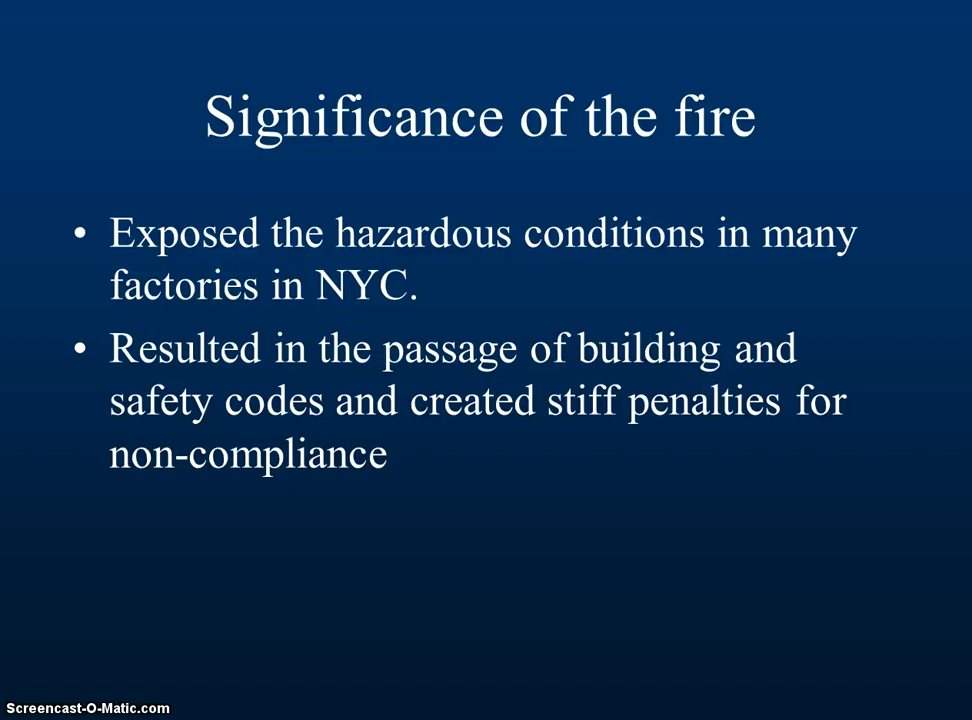 Significance of the fire
• Exposed the hazardous conditions in many
factories in NYC.
• Resulted in the passage of building and
safety codes and created stiff penalties for
non-compliance
Screencast-O-Matic.com